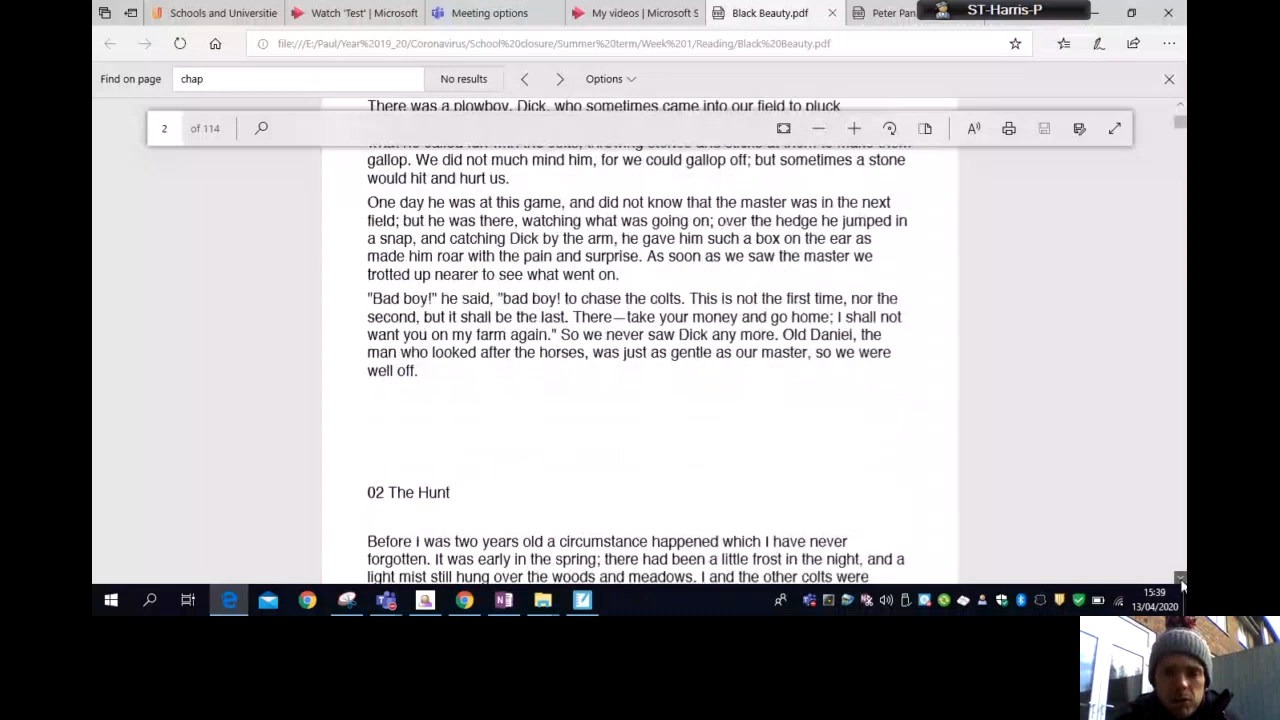 Schools and Universitie
Watch 'Test' | Microsoft
Meeting options
My videos | Microsoft S
Black Beauty.pdf
Peter Pan
ST-Harris-P
file:///E:/Paul/Year%2019_20/Coronavirus/School%20closure/Summer%20term/Week%201/Reading/Black%20Beauty.pdf
Find on page
chap
No results
Options
There was a plowboy, Dick, who sometimes came into our field to pluck
2 of 114
gallop. We did not much mind him, for we could gallop off; but sometimes a stone
would hit and hurt us.
One day he was at this game, and did not know that the master was in the next
field; but he was there, watching what was going on; over the hedge he jumped in
a snap, and catching Dick by the arm, he gave him such a box on the ear as
made him roar with the pain and surprise. As soon as we saw the master we
trotted up nearer to see what went on.
"Bad boy!" he said, "bad boy! to chase the colts. This is not the first time, nor the
second, but it shall be the last. There—take your money and go home; I shall not
want you on my farm again." So we never saw Dick any more. Old Daniel, the
man who looked after the horses, was just as gentle as our master, so we were
well off.
02 The Hunt
Before I was two years old a circumstance happened which I have never
forgotten. It was early in the spring; there had been a little frost in the night, and a
light mist still hung over the woods and meadows. I and the other colts were
15:39
13/04/2020